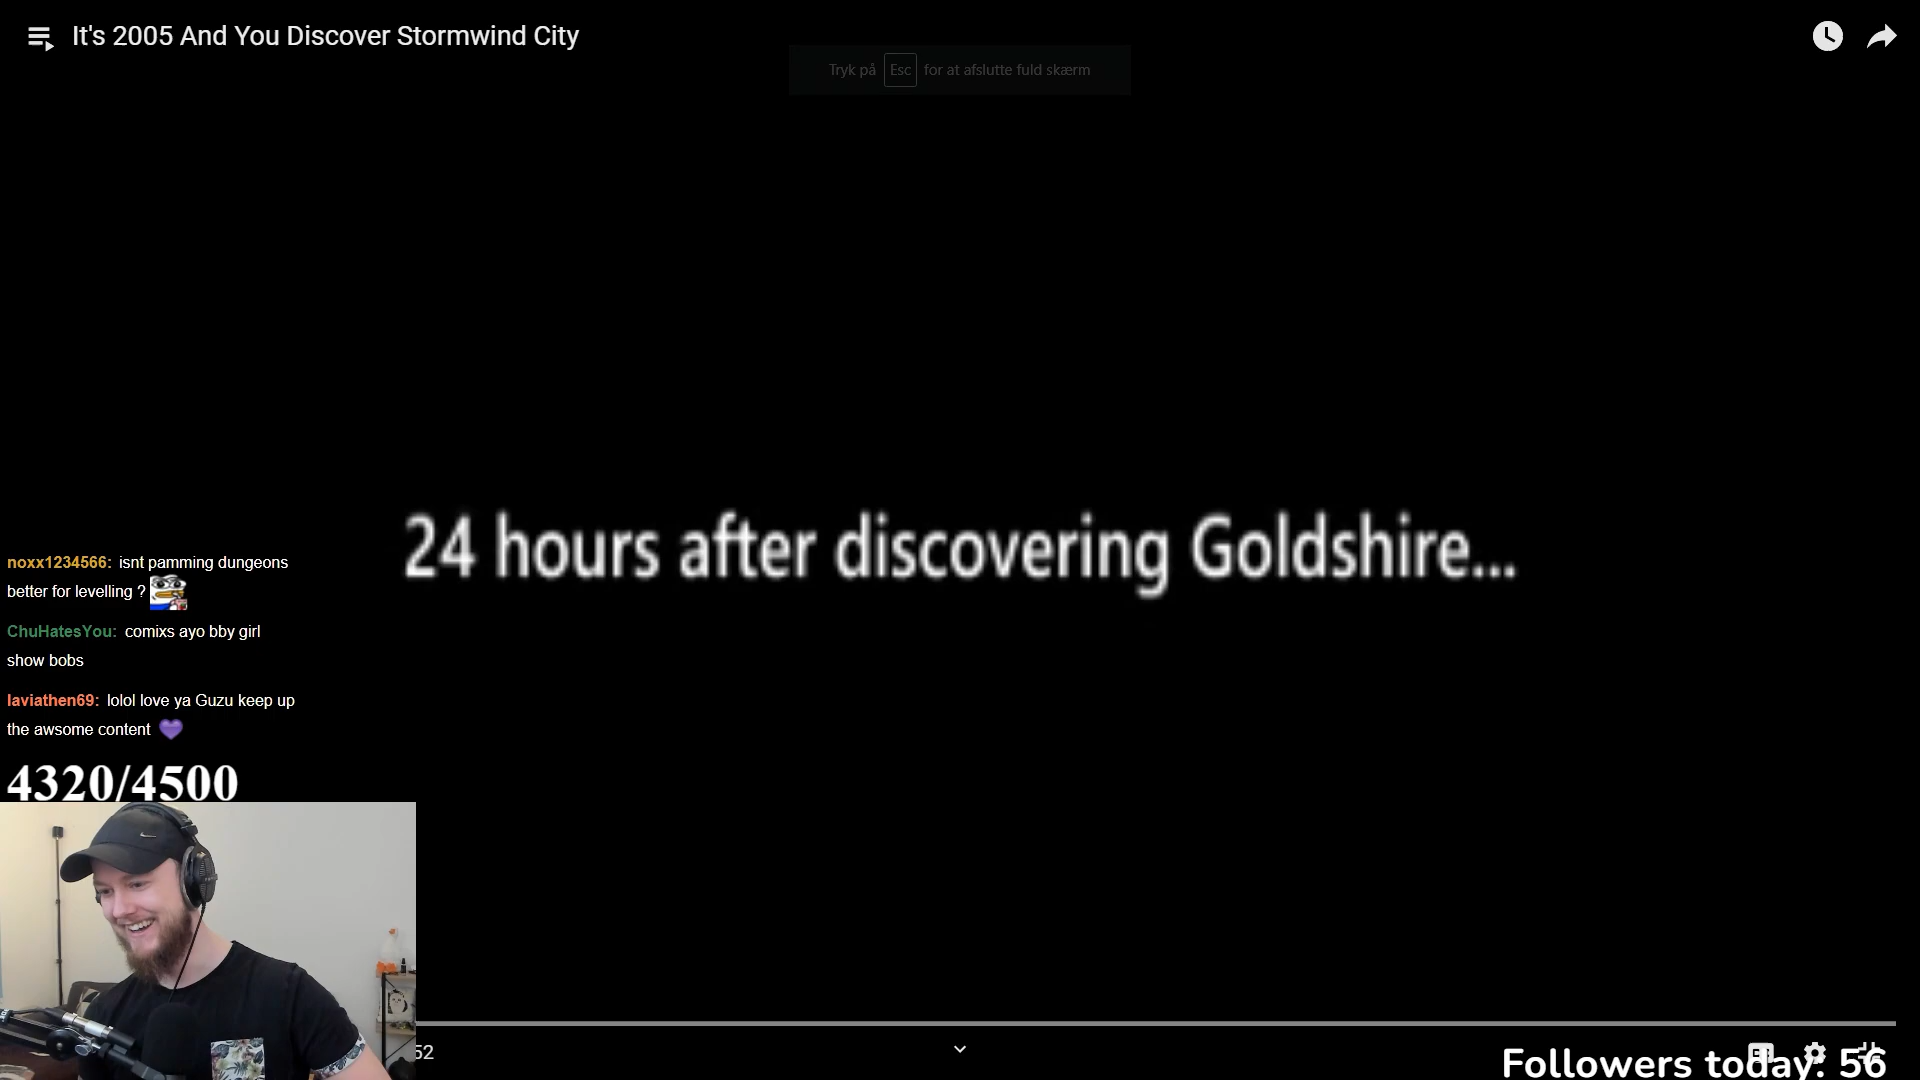 It's 2005 And You Discover Stormwind City
Tryk på Esc for at afslutte fuld skærm
24 hours after discovering Goldshire...
noxx1234566: isnt pamming dungeons
better for levelling ?
ChuHatesYou: comixs ayo bby girl
show bobs
laviathen69: lolol love ya Guzu keep up
the awsome content
4320/4500
52
Followers today: 56